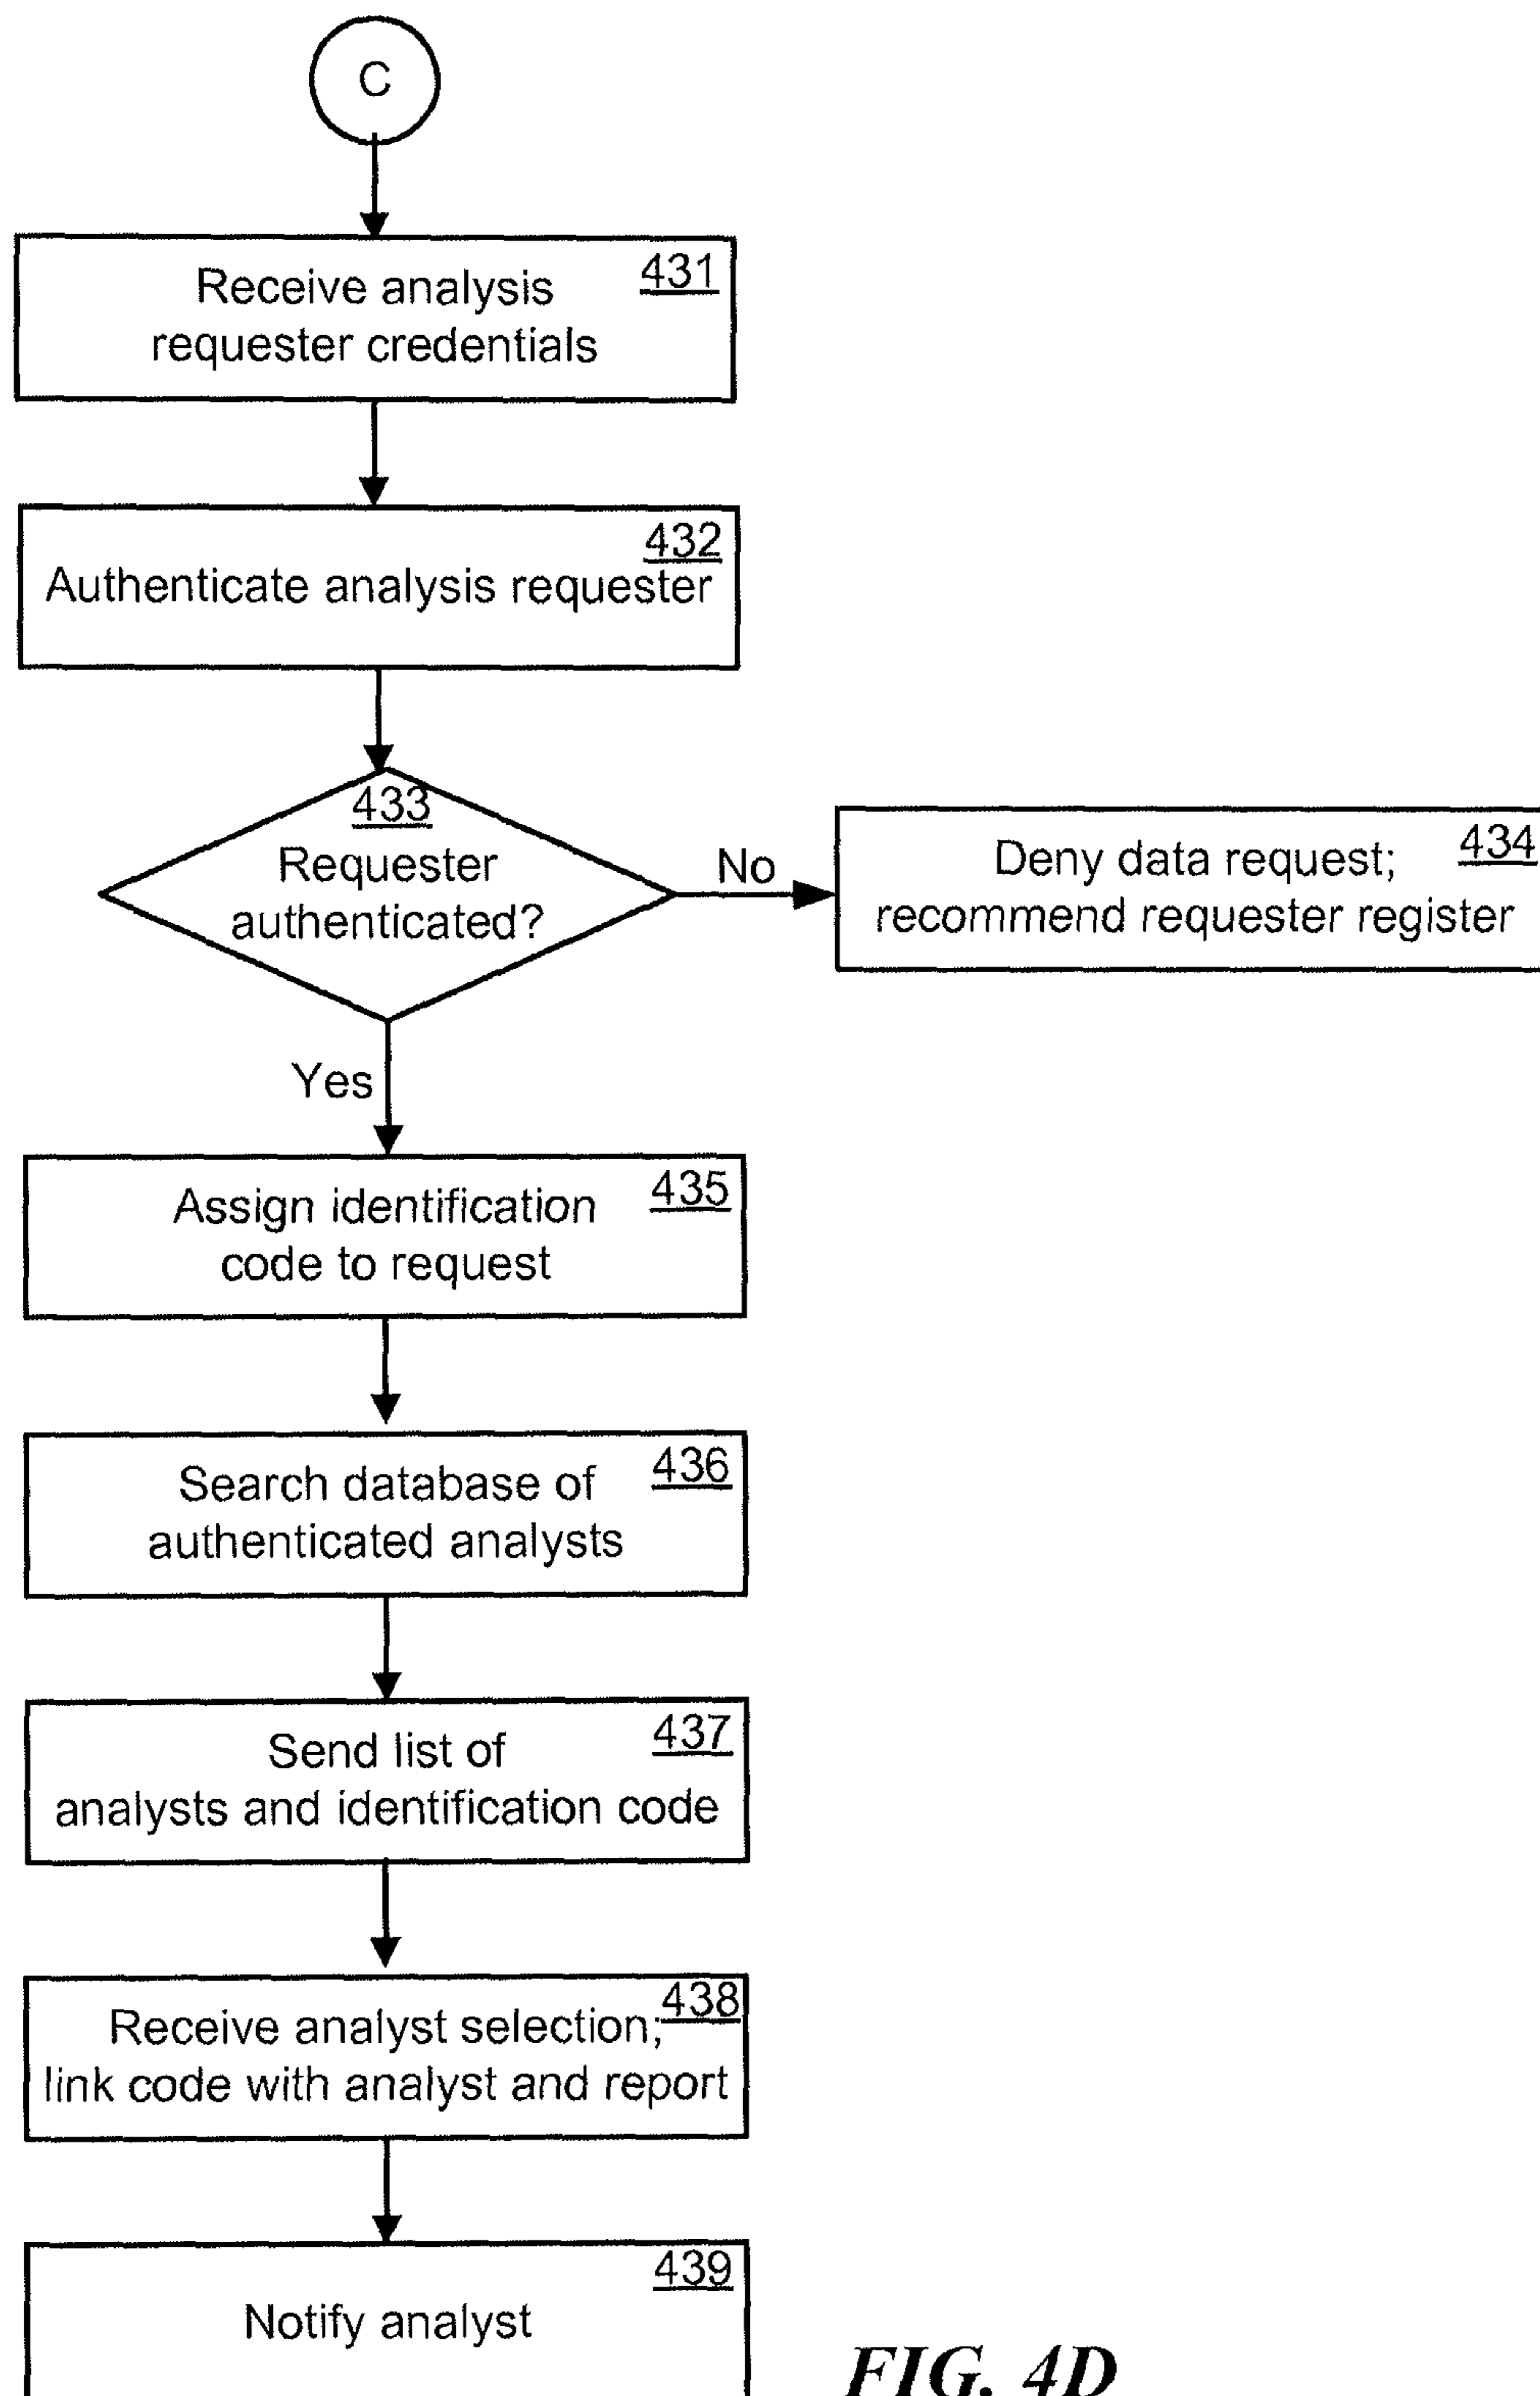 C
431
Receive analysis
requester credentials
432
Authenticate analysis requester
433
Requester
authenticated?
No
434
Deny data request;
recommend requester register
Yes
435
Assign identification
code to request
436
Search database of
authenticated analysts
437
Send list of
analysts and identification code
438
Receive analyst selection;
link code with analyst and report
439
Notify analyst
FIG. 4D